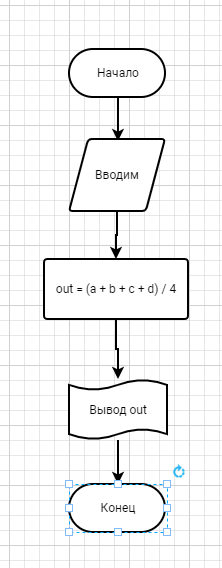 Начало
Вводим
out = (a + b + c + d) / 4
Вывод out
Конец